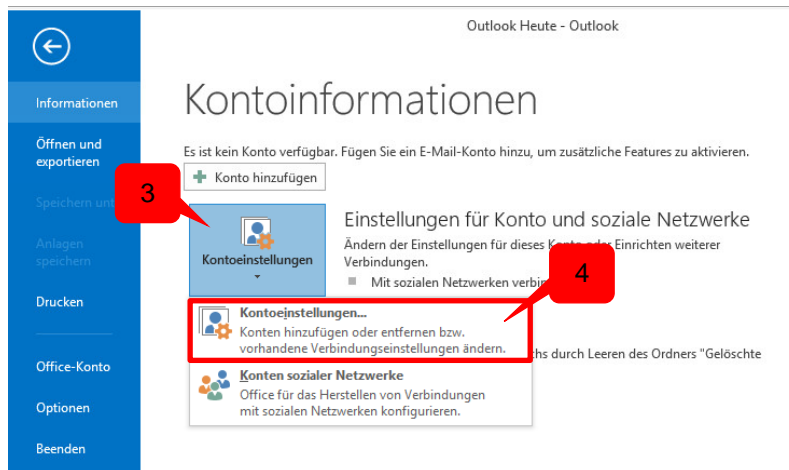 Outlook Heute - Outlook
Informationen
Öffnen und
exportieren
Speichern unt
Anlagen
speichern
Drucken
Office-Konto
Optionen
Beenden
Kontoinformationen
Es ist kein Konto verfügbar. Fügen Sie ein E-Mail-Konto hinzu, um zusätzliche Features zu aktivieren.
Konto hinzufügen
3
Kontoeinstellungen
Einstellungen für Konto und soziale Netzwerke
Ändern der Einstellungen für dieses Konto oder Einrichten weiterer
Verbindungen.
Mit sozialen Netzwerken verbin
4
Kontoeinstellungen...
Konten hinzufügen oder entfernen bzw.
vorhandene Verbindungseinstellungen ändern.
chs durch Leeren des Ordners "Gelöschte
Konten sozialer Netzwerke
Office für das Herstellen von Verbindungen
mit sozialen Netzwerken konfigurieren.